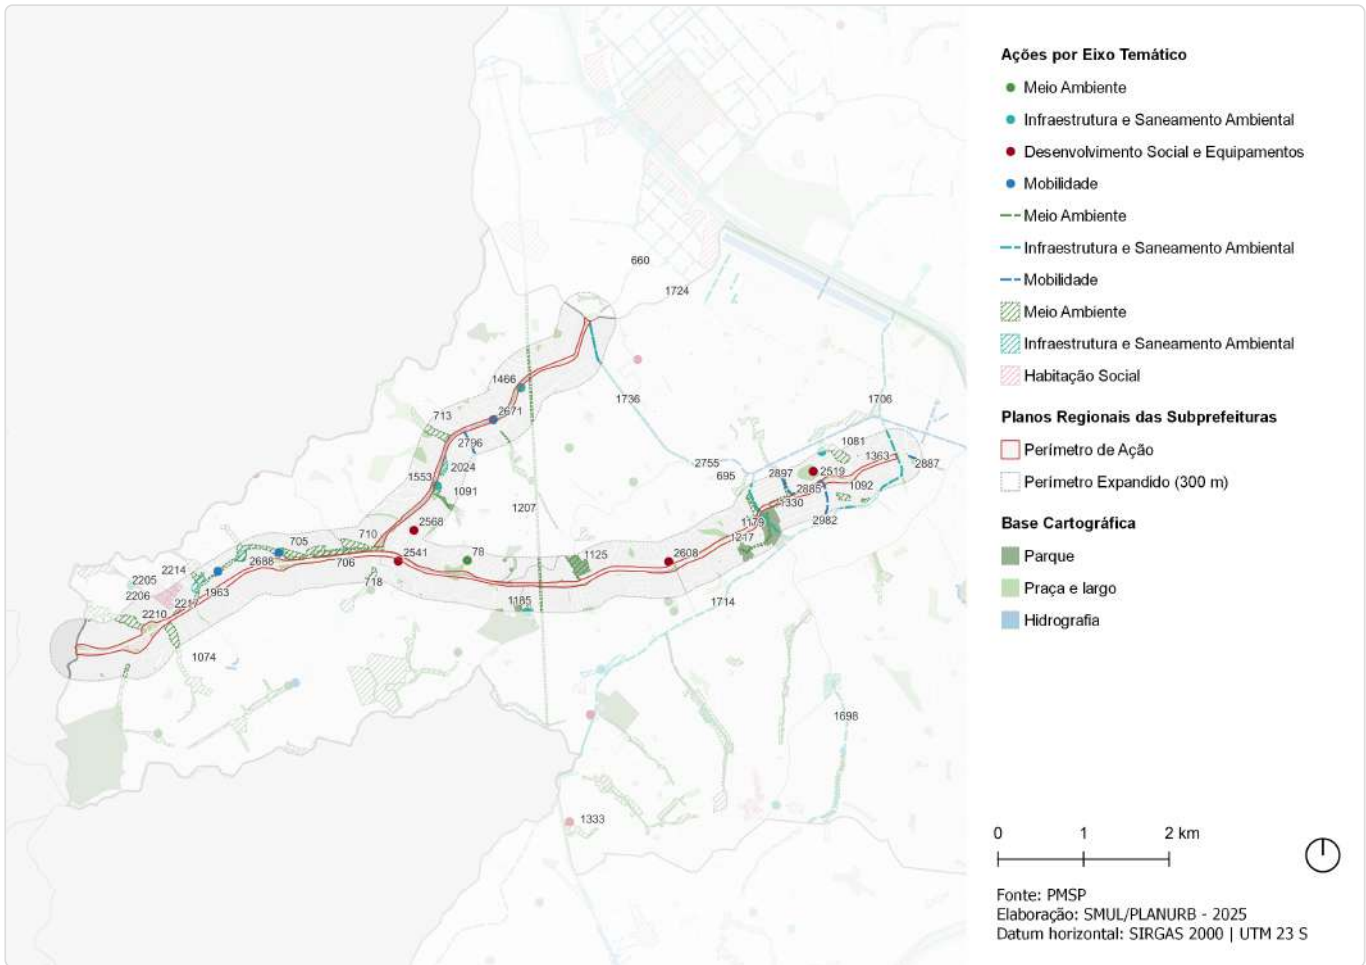 Ações por Eixo Temático
Meio Ambiente
Infraestrutura e Saneamento Ambiental
Desenvolvimento Social e Equipamentos
Mobilidade
Meio Ambiente
Infraestrutura e Saneamento Ambiental
Mobilidade
Meio Ambiente
Infraestrutura e Saneamento Ambiental
Habitação Social
Planos Regionais das Subprefeituras
Perímetro de Ação
Perímetro Expandido (300 m)
Base Cartográfica
Parque
Praça e largo
Hidrografia
0 1 2 km
Fonte: PMSP
Elaboração: SMUL/PLANURB - 2025
Datum horizontal: SIRGAS 2000 | UTM 23 S
660
1724
1466
1736
1706
713
2671
2796
1081
2024
2755
1363
2887
1553
695
2897
2519
1091
2885
1092
1330
1207
2568
1179
2982
710
1217
705
2541
78
1125
2608
2688
706
2214
2205
718
2206
1963
1185
1714
2217
2210
1074
1698
1333